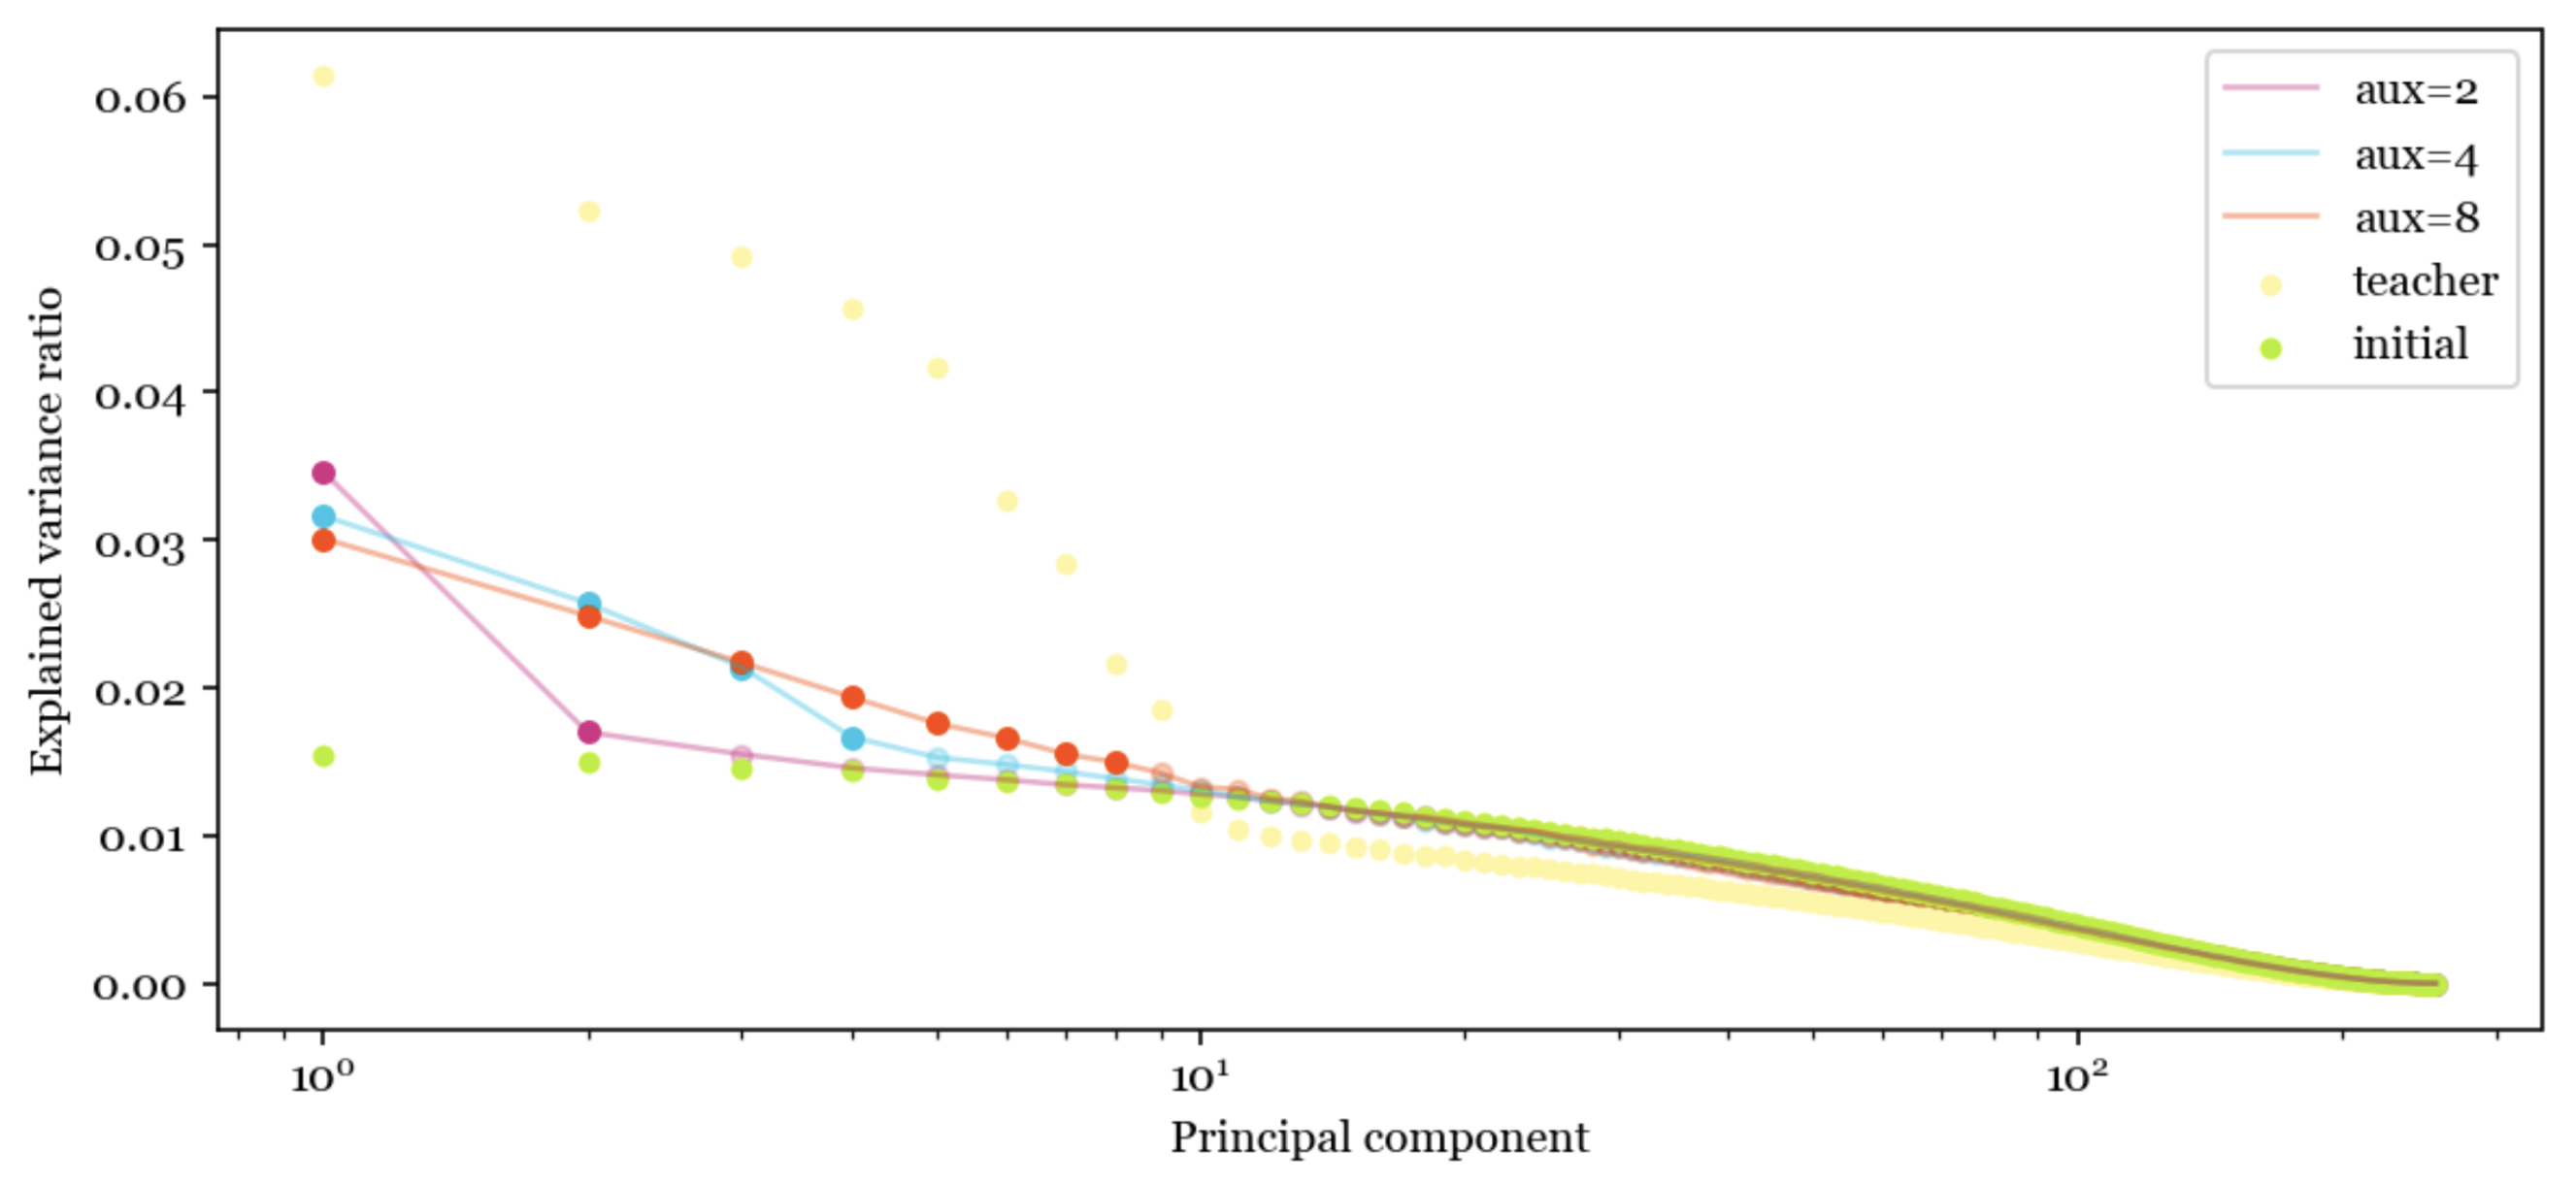 Explained variance ratio
0.06
0.05
0.04
0.03
0.02
0.01
0.00
aux=2
aux=4
aux=8
teacher
initial
10⁰
10¹
10²
Principal component